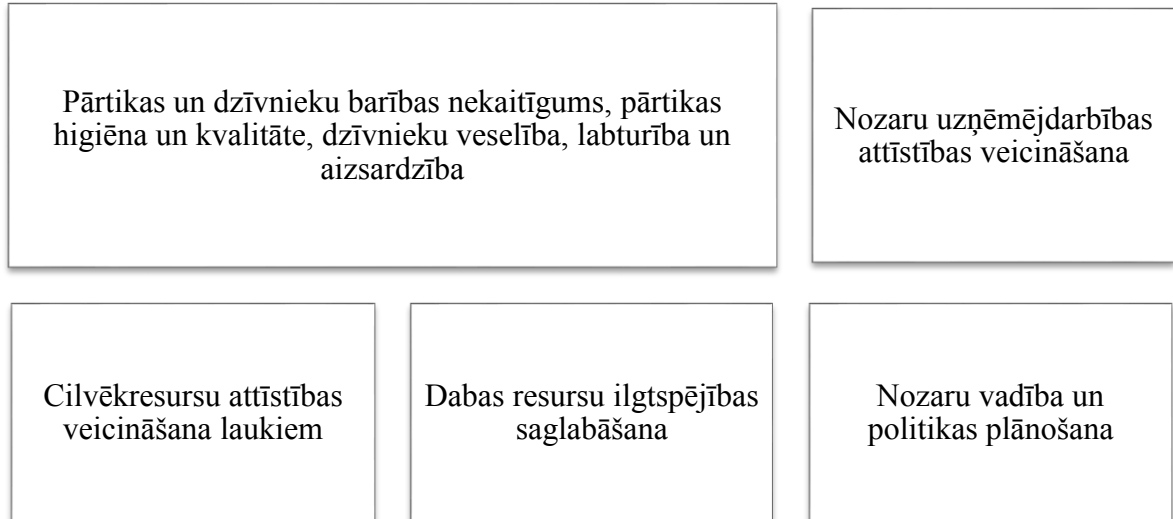 Pārtikas un dzīvnieku barības nekaitīgums, pārtikas
higiēna un kvalitāte, dzīvnieku veselība, labturība un
aizsardzība
Nozaru uzņēmējdarbības
attīstības veicināšana
Cilvēkresursu attīstības
veicināšana laukiem
Dabas resursu ilgtspējības
saglabāšana
Nozaru vadība un
politikas plānošana